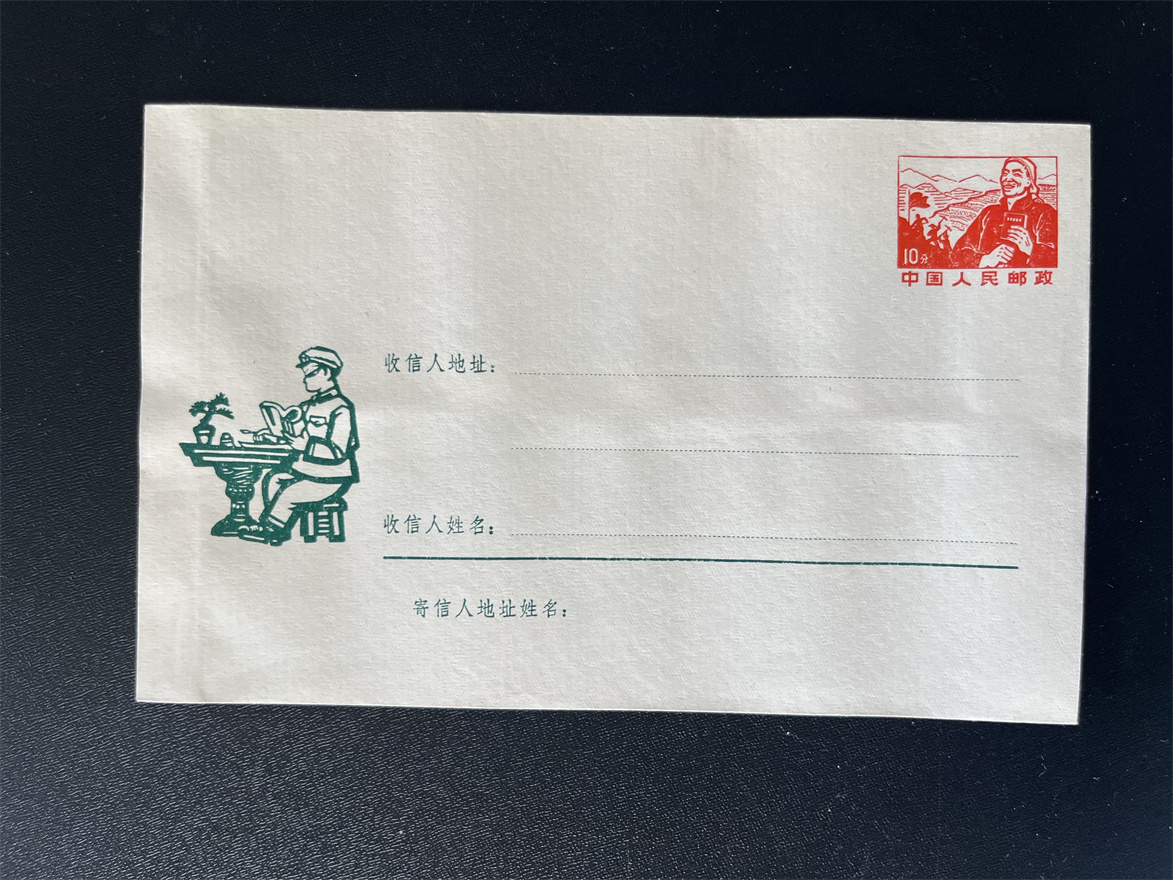 10分
中国人民邮政
收信人地址：
收信人姓名：
寄信人地址姓名：